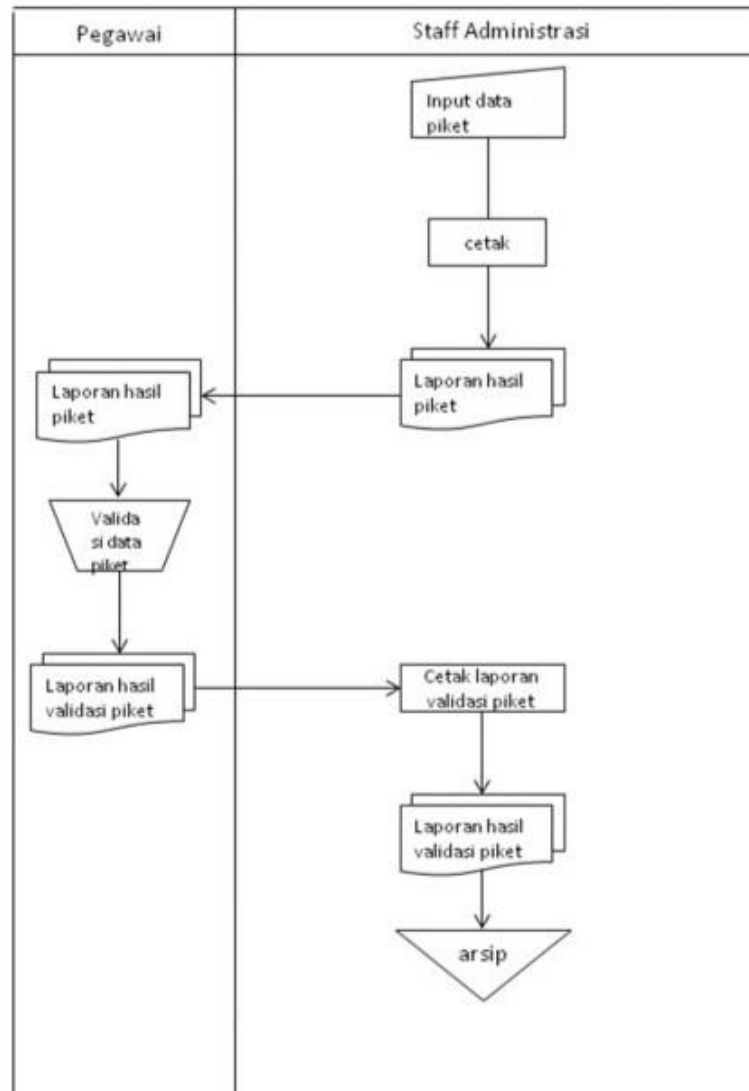 Pegawai
Staff Administrasi
Input data
piket
cetak
Laporan hasil
piket
Laporan hasil
piket
Valida
si data
piket
Laporan hasil
validasi piket
Cetak laporan
validasi piket
Laporan hasil
validasi piket
arsip